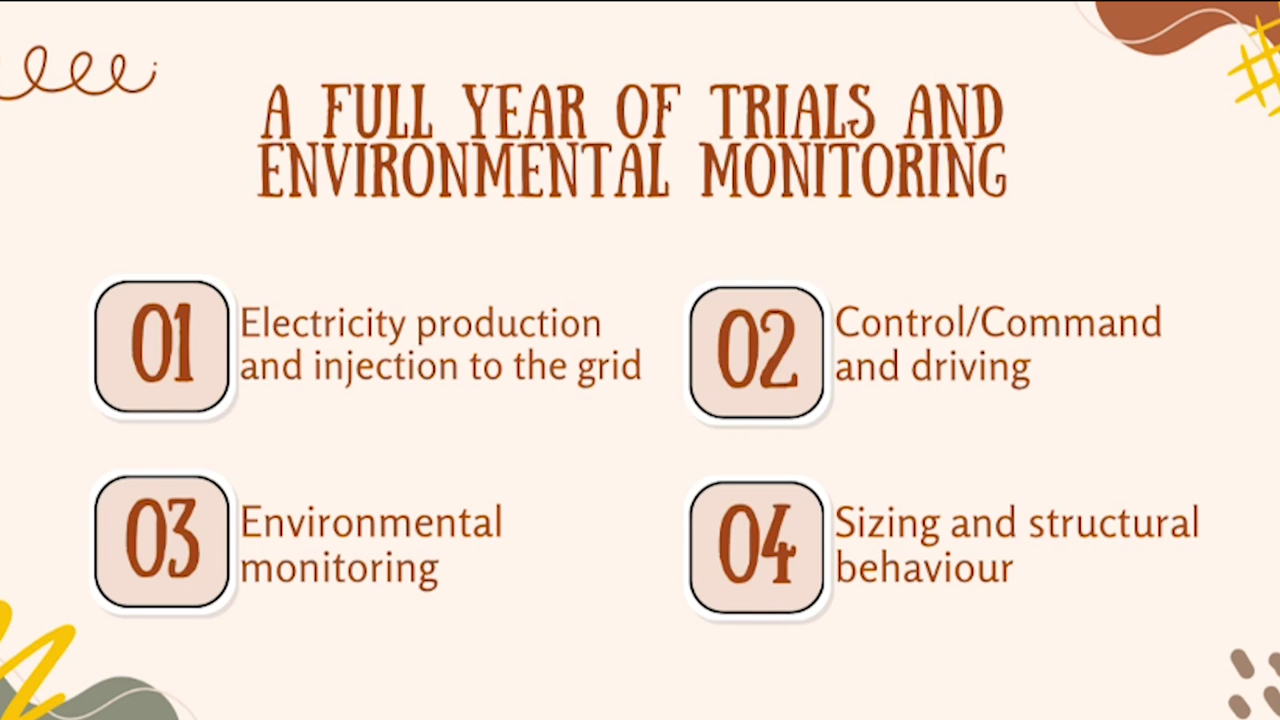 A FULL YEAR OF TRIALS AND
ENVIRONMENTAL MONITORING
01
Electricity production
and injection to the grid
02
Control/Command
and driving
03
Environmental
monitoring
04
Sizing and structural
behaviour